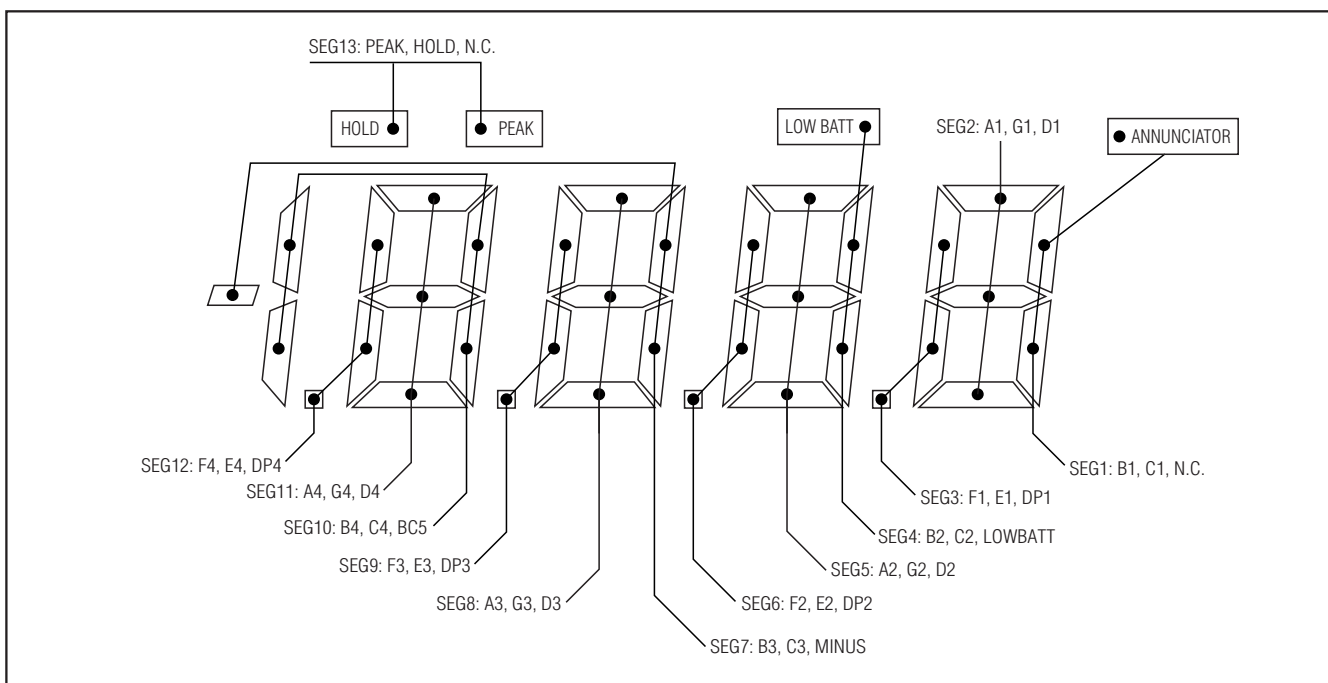 SEG13: PEAK, HOLD, N.C.
HOLD
PEAK
LOW BATT
SEG2: A1, G1, D1
ANNUNCIATOR
SEG12: F4, E4, DP4
SEG11: A4, G4, D4
SEG10: B4, C4, BC5
SEG9: F3, E3, DP3
SEG8: A3, G3, D3
SEG1: B1, C1, N.C.
SEG3: F1, E1, DP1
SEG4: B2, C2, LOWBATT
SEG5: A2, G2, D2
SEG6: F2, E2, DP2
SEG7: B3, C3, MINUS